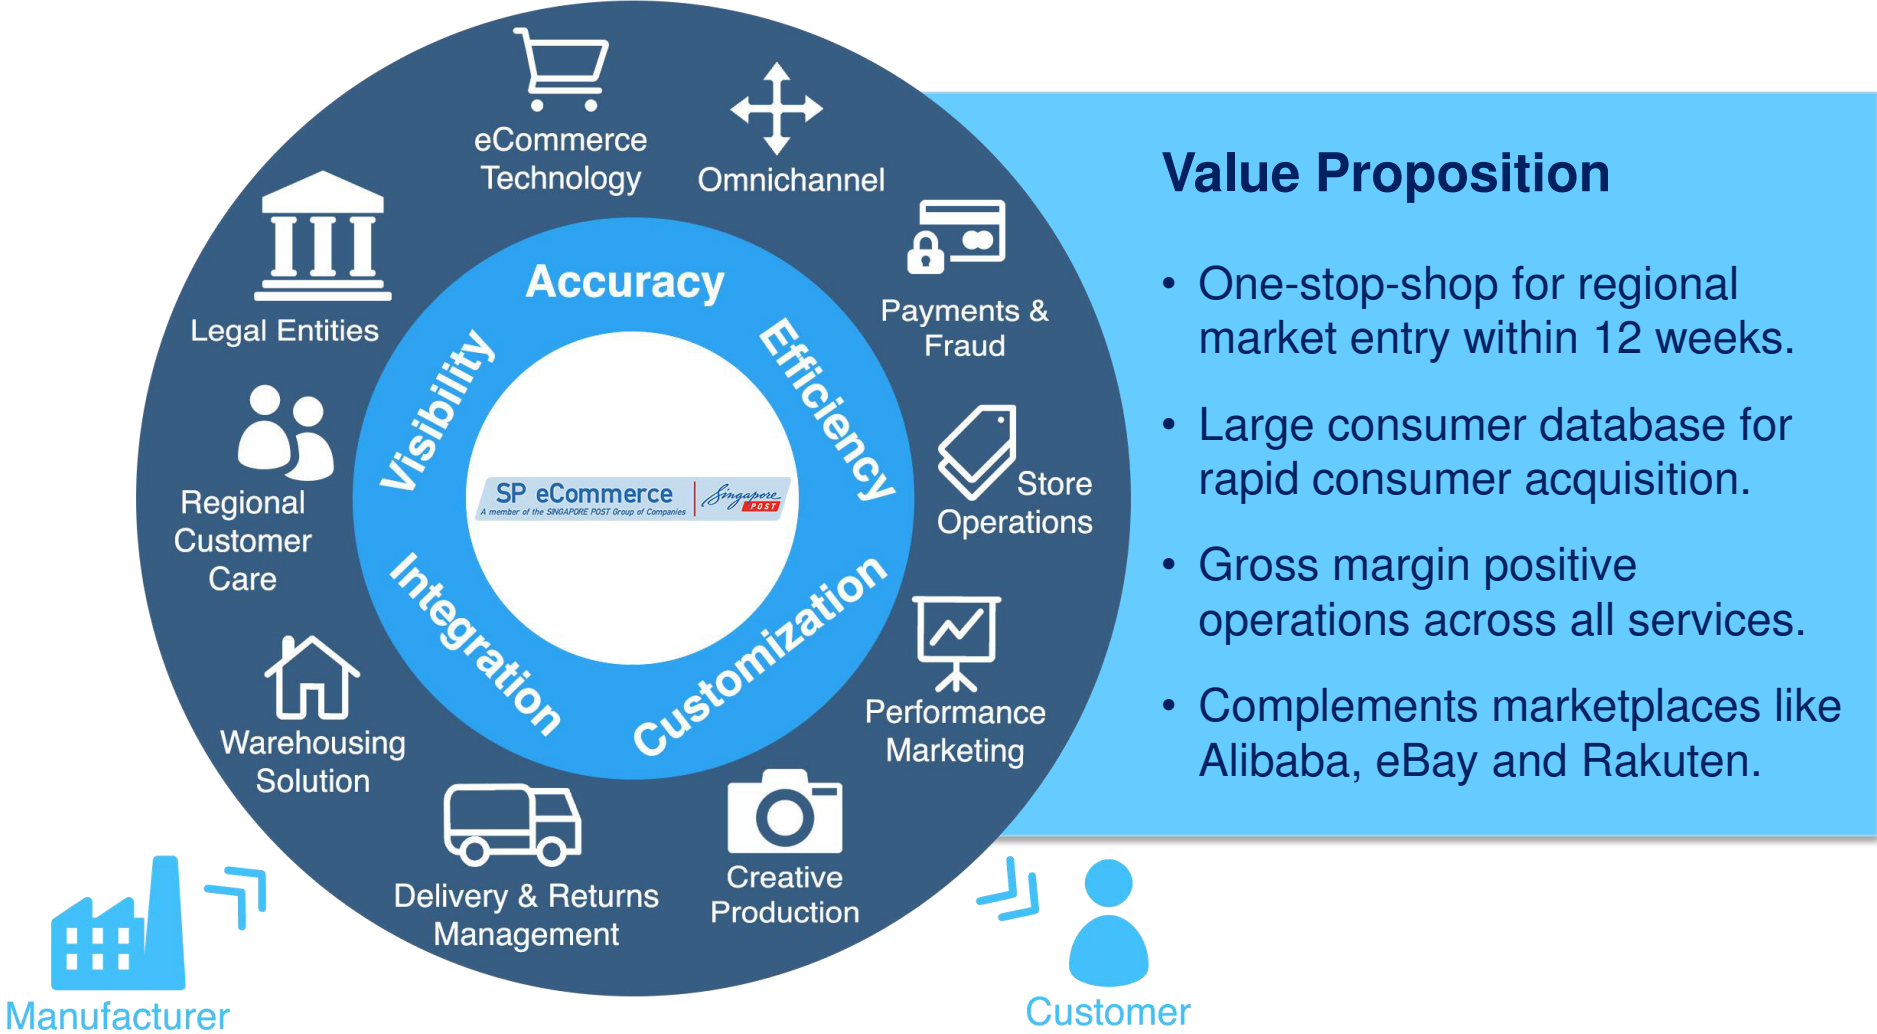 eCommerce
Technology
Omnichannel
Payments &
Fraud
Store
Operations
Performance
Marketing
Creative
Production
Delivery & Returns
Management
Warehousing
Solution
Regional
Customer
Care
Legal Entities
Accuracy
Efficiency
Customization
Integration
Visibility
SP eCommerce
A member of the SINGAPORE POST Group of Companies
Singapore
POST
Manufacturer
Customer
Value Proposition
• One-stop-shop for regional
market entry within 12 weeks.
• Large consumer database for
rapid consumer acquisition.
• Gross margin positive
operations across all services.
• Complements marketplaces like
Alibaba, eBay and Rakuten.